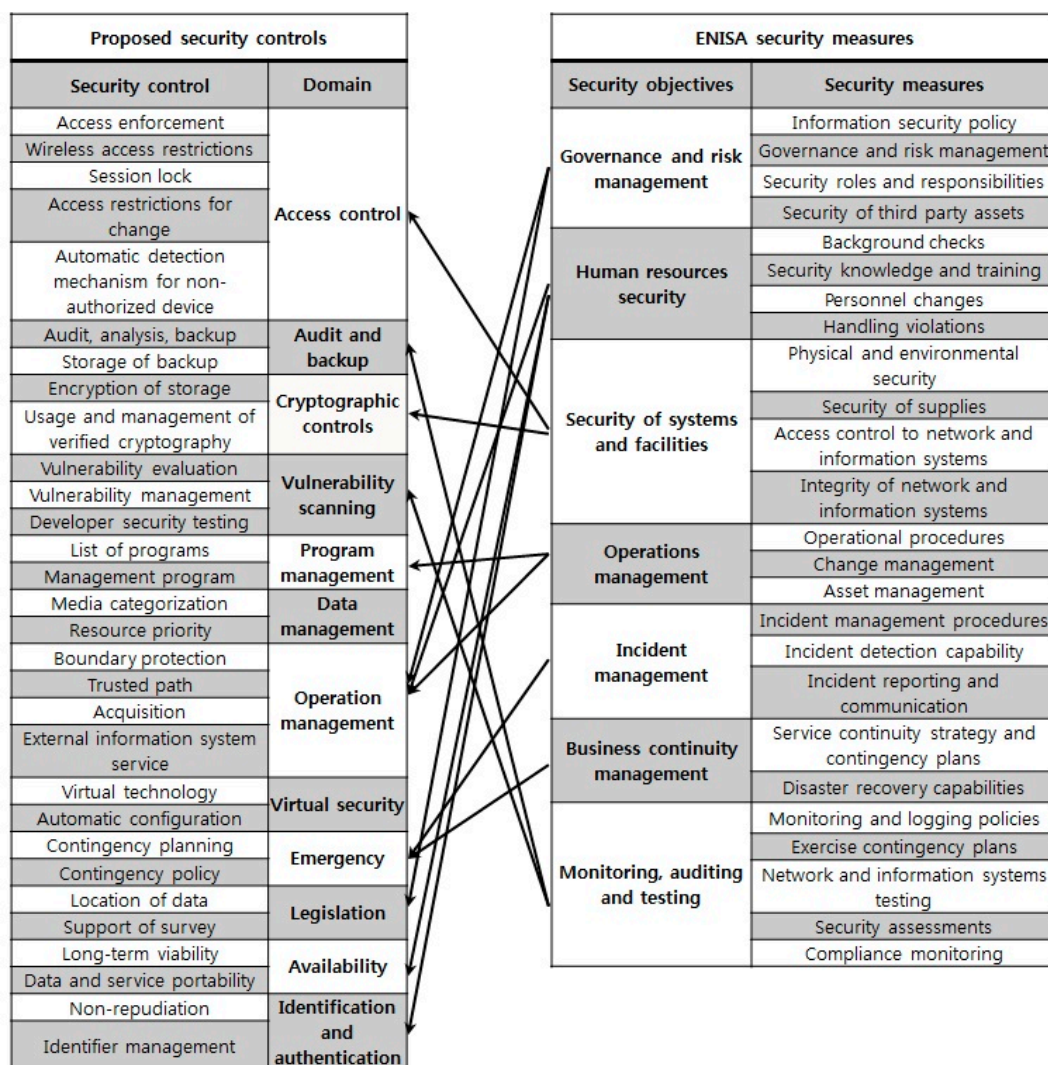 Proposed security controls
Security control
Domain
Access enforcement
Wireless access restrictions
Session lock
Access restrictions for
change
Automatic detection
mechanism for non-
authorized device
Access control
Audit, analysis, backup
Storage of backup
Audit and
backup
Encryption of storage
Usage and management of
verified cryptography
Cryptographic
controls
Vulnerability evaluation
Vulnerability management
Developer security testing
Vulnerability
scanning
List of programs
Management program
Program
management
Media categorization
Resource priority
Data
management
Boundary protection
Trusted path
Acquisition
External information system
service
Operation
management
Virtual technology
Automatic configuration
Virtual security
Contingency planning
Contingency policy
Emergency
Location of data
Support of survey
Legislation
Long-term viability
Data and service portability
Availability
Non-repudiation
Identifier management
Identification
and
authentication
ENISA security measures
Security objectives
Security measures
Governance and risk
management
Information security policy
Governance and risk management
Security roles and responsibilities
Security of third party assets
Human resources
security
Background checks
Security knowledge and training
Personnel changes
Handling violations
Security of systems
and facilities
Physical and environmental
security
Security of supplies
Access control to network and
information systems
Integrity of network and
information systems
Operations
management
Operational procedures
Change management
Asset management
Incident
management
Incident management procedures
Incident detection capability
Incident reporting and
communication
Business continuity
management
Service continuity strategy and
contingency plans
Disaster recovery capabilities
Monitoring, auditing
and testing
Monitoring and logging policies
Exercise contingency plans
Network and information systems
testing
Security assessments
Compliance monitoring